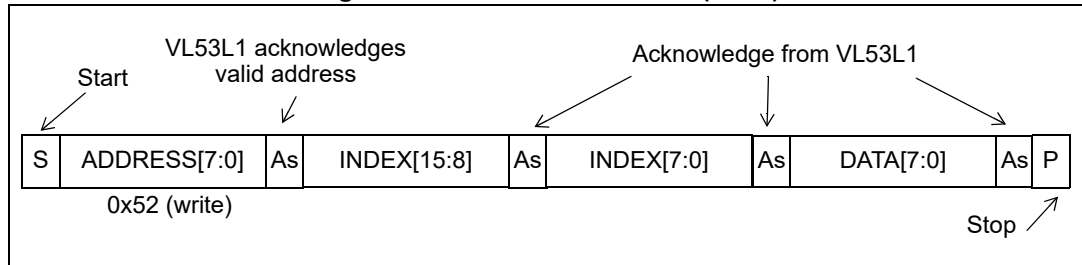 VL53L1 acknowledges
valid address
Acknowledge from VL53L1
Start
S ADDRESS[7:0] As INDEX[15:8] As INDEX[7:0] As DATA[7:0] As P
0x52 (write)
Stop